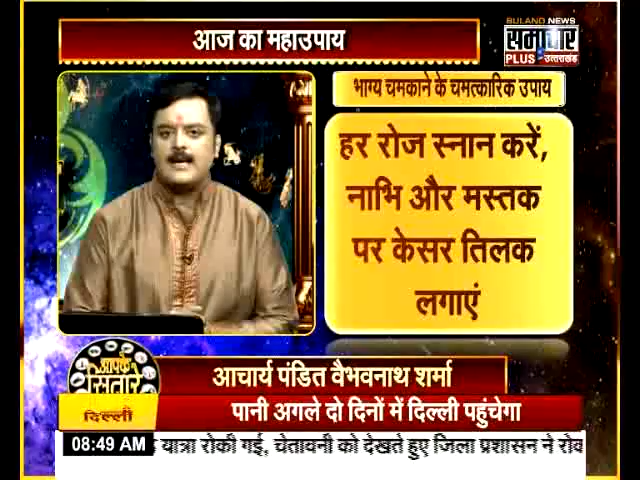 आज का महाउपाय
BULAND NEWS
समाचार
PLUS उत्तराखंड
भाग्य चमकाने के चमत्कारिक उपाय
हर रोज स्नान करें,
नाभि और मस्तक
पर केसर तिलक
लगाएं
आपके
सितारे
आचार्य पंडित वैभवनाथ शर्मा
दिल्ली
पानी अगले दो दिनों में दिल्ली पहुंचेगा
08:49 AM
यात्रा रोकी गई, चेतावनी को देखते हुए जिला प्रशासन ने